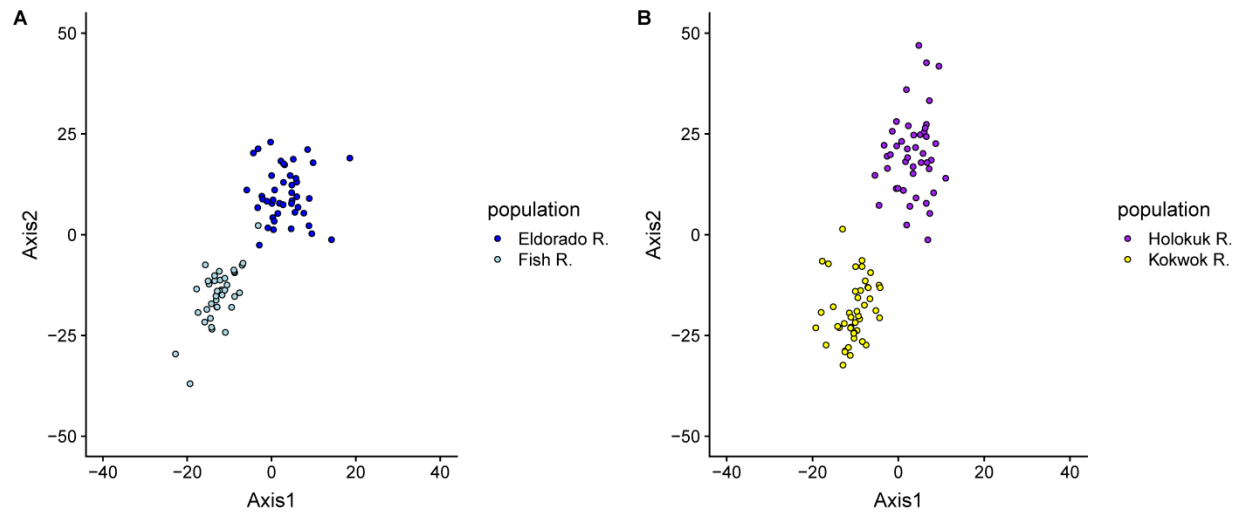 A
50
25
0
−25
−50
Axis2
−40
−20
0
20
40
Axis1
population
Eldorado R.
Fish R.
B
50
25
0
−25
−50
Axis2
−40
−20
0
20
40
Axis1
population
Holokuk R.
Kokwok R.